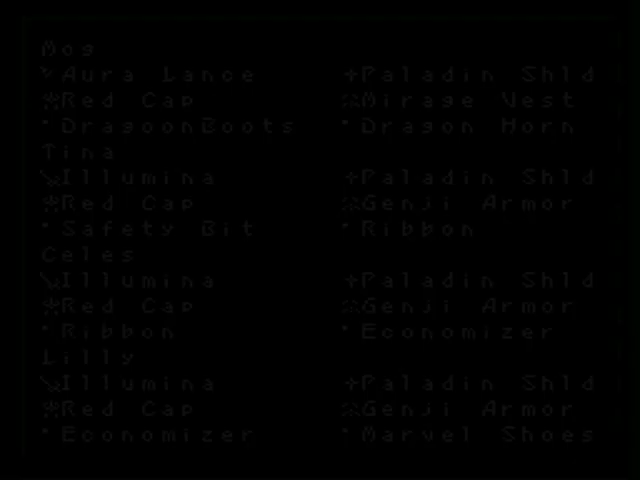 Mog
Aura Lance Paladin Shld
Red Cap Mirage Vest
DragoonBoots Dragon Horn
Tina
Illumina Paladin Shld
Red Cap Genji Armor
Safety Bit Ribbon
Celes
Illumina Paladin Shld
Red Cap Genji Armor
Ribbon Economizer
Lilly
Illumina Paladin Shld
Red Cap Genji Armor
Economizer Marvel Shoes